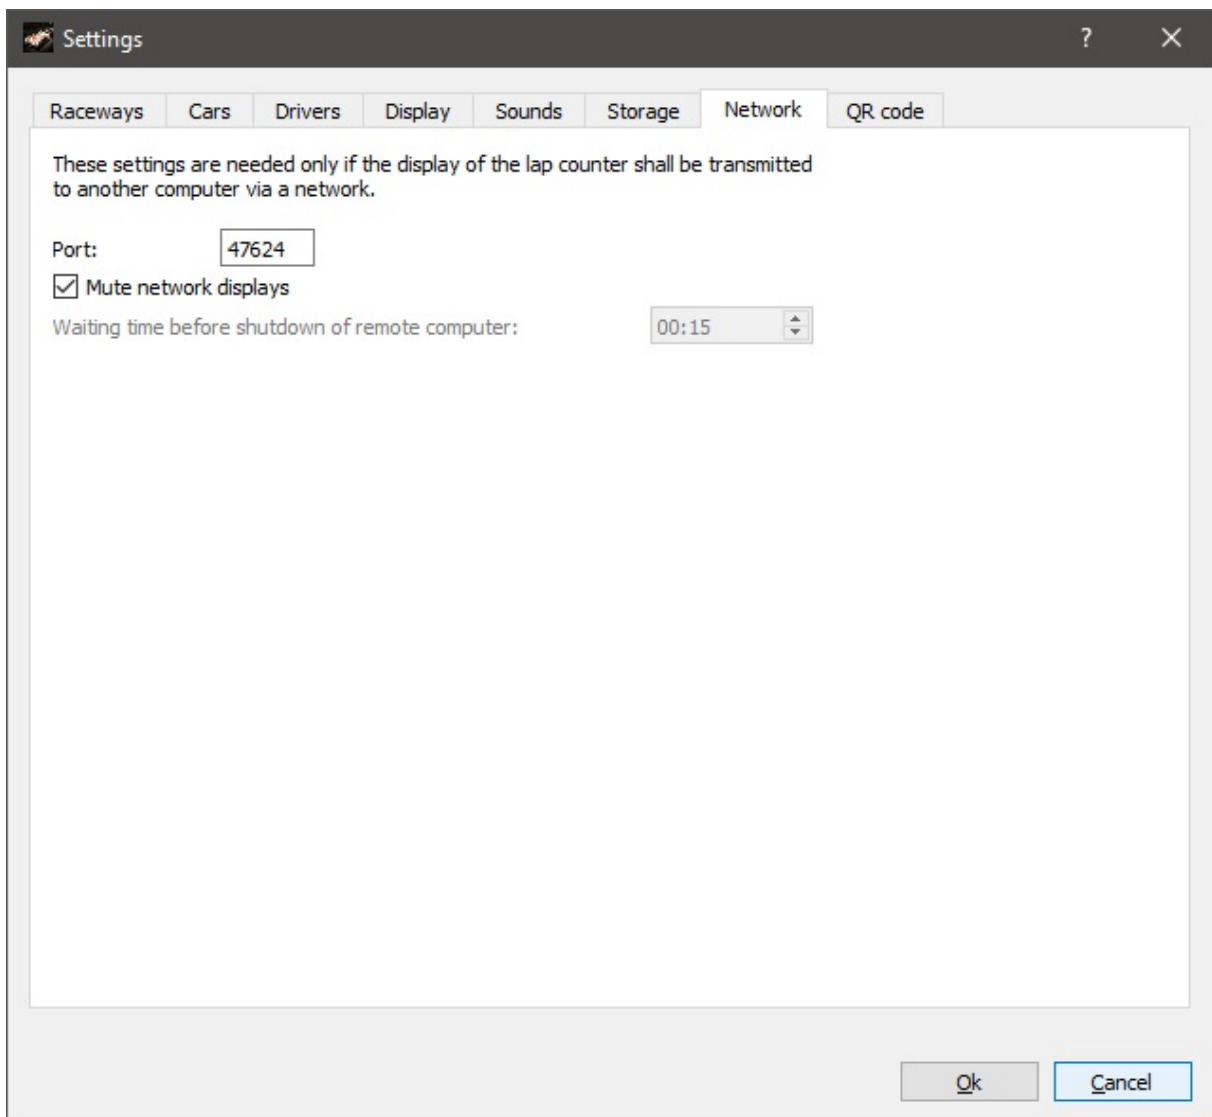 Settings
?
Raceways Cars Drivers Display Sounds Storage Network QR code
These settings are needed only if the display of the lap counter shall be transmitted
to another computer via a network.
Port: 47624
Mute network displays
Waiting time before shutdown of remote computer: 00:15
Ok Cancel